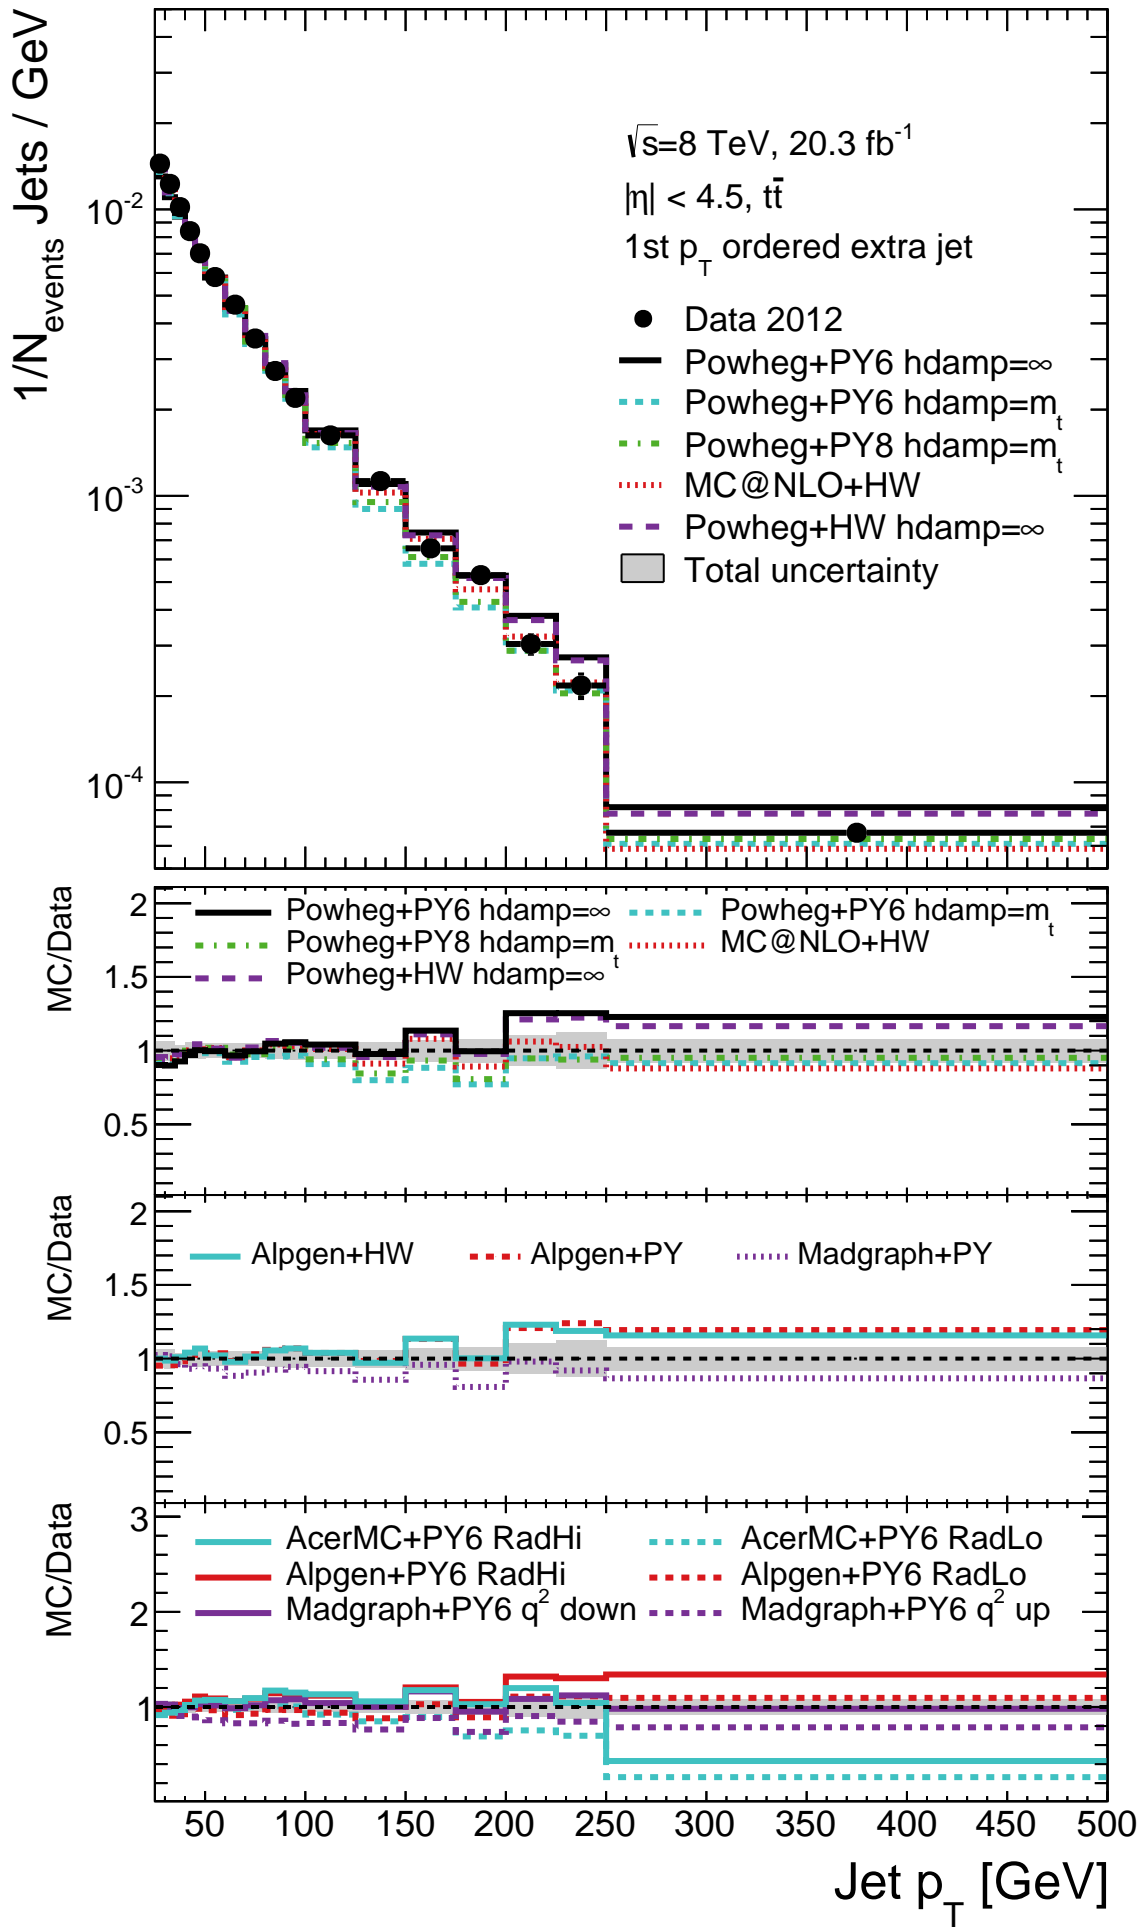 1/N_events Jets / GeV
10^-2
10^-3
10^-4
√s=8 TeV, 20.3 fb^-1
|η| < 4.5, tt̄
1st p_T ordered extra jet
Data 2012
Powheg+PY6 hdamp=∞
Powheg+PY6 hdamp=m_t
Powheg+PY8 hdamp=m_t
MC@NLO+HW
Powheg+HW hdamp=∞
Total uncertainty
MC/Data
2
1.5
1
0.5
Powheg+PY6 hdamp=∞ Powheg+PY6 hdamp=m_t
Powheg+PY8 hdamp=m_t MC@NLO+HW
Powheg+HW hdamp=∞
MC/Data
2
1.5
1
0.5
Alpgen+HW Alpgen+PY Madgraph+PY
MC/Data
3
2
1
AcerMC+PY6 RadHi AcerMC+PY6 RadLo
Alpgen+PY6 RadHi Alpgen+PY6 RadLo
Madgraph+PY6 q^2 down Madgraph+PY6 q^2 up
50 100 150 200 250 300 350 400 450 500
Jet p_T [GeV]